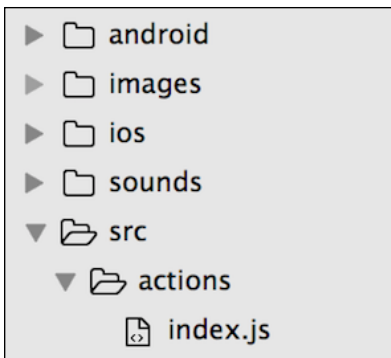 android
images
ios
sounds
src
actions
index.js